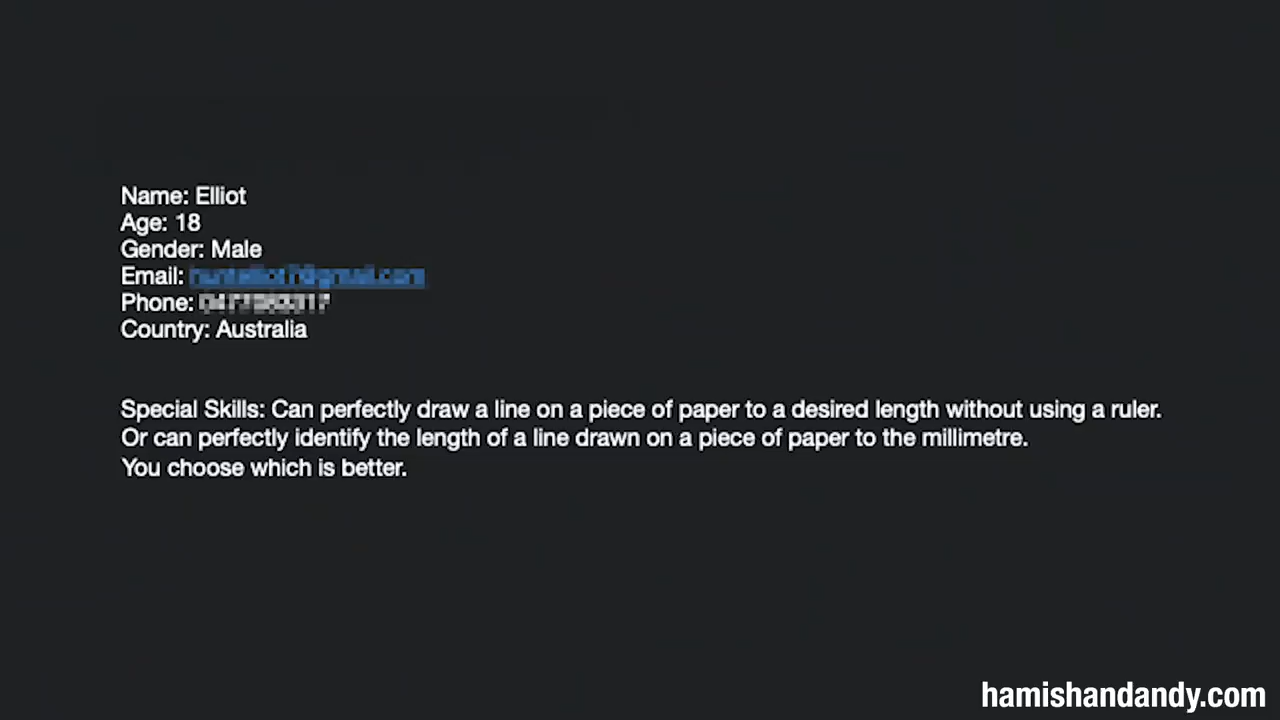 Name: Elliot
Age: 18
Gender: Male
Email:
Phone:
Country: Australia
Special Skills: Can perfectly draw a line on a piece of paper to a desired length without using a ruler.
Or can perfectly identify the length of a line drawn on a piece of paper to the millimetre.
You choose which is better.
hamishandandy.com